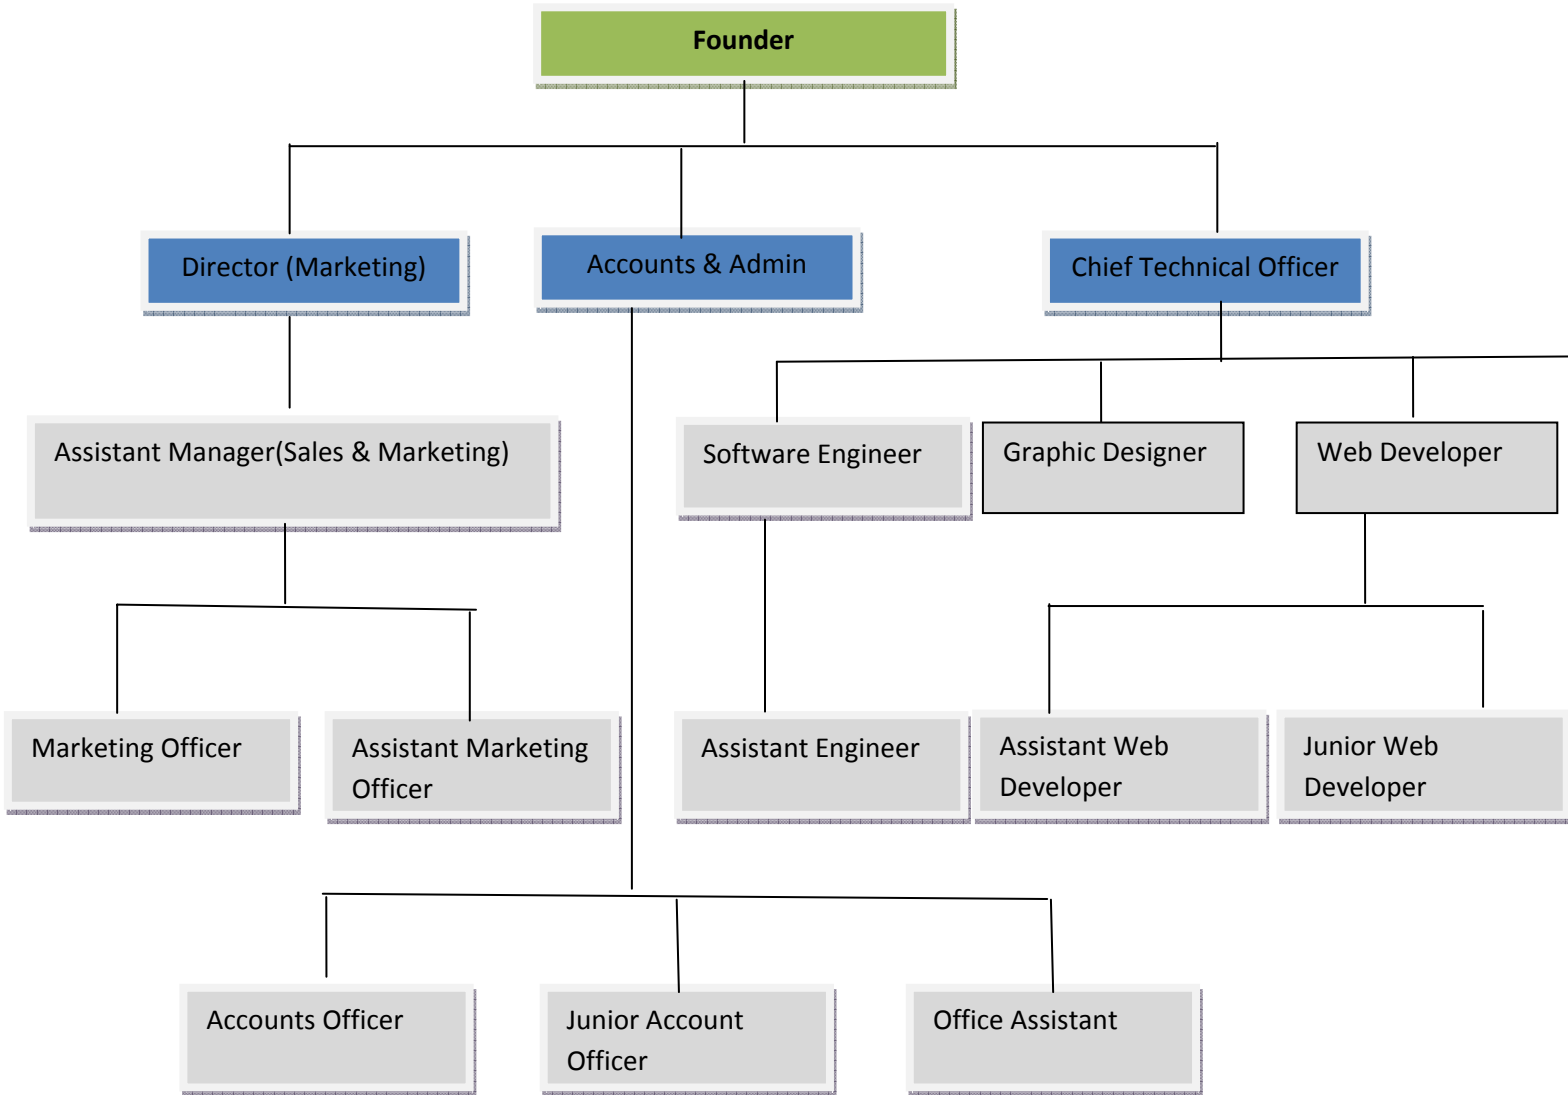 Founder
Director (Marketing)
Accounts & Admin
Chief Technical Officer
Assistant Manager(Sales & Marketing)
Software Engineer
Graphic Designer
Web Developer
Marketing Officer
Assistant Marketing
Officer
Assistant Engineer
Assistant Web
Developer
Junior Web
Developer
Accounts Officer
Junior Account
Officer
Office Assistant